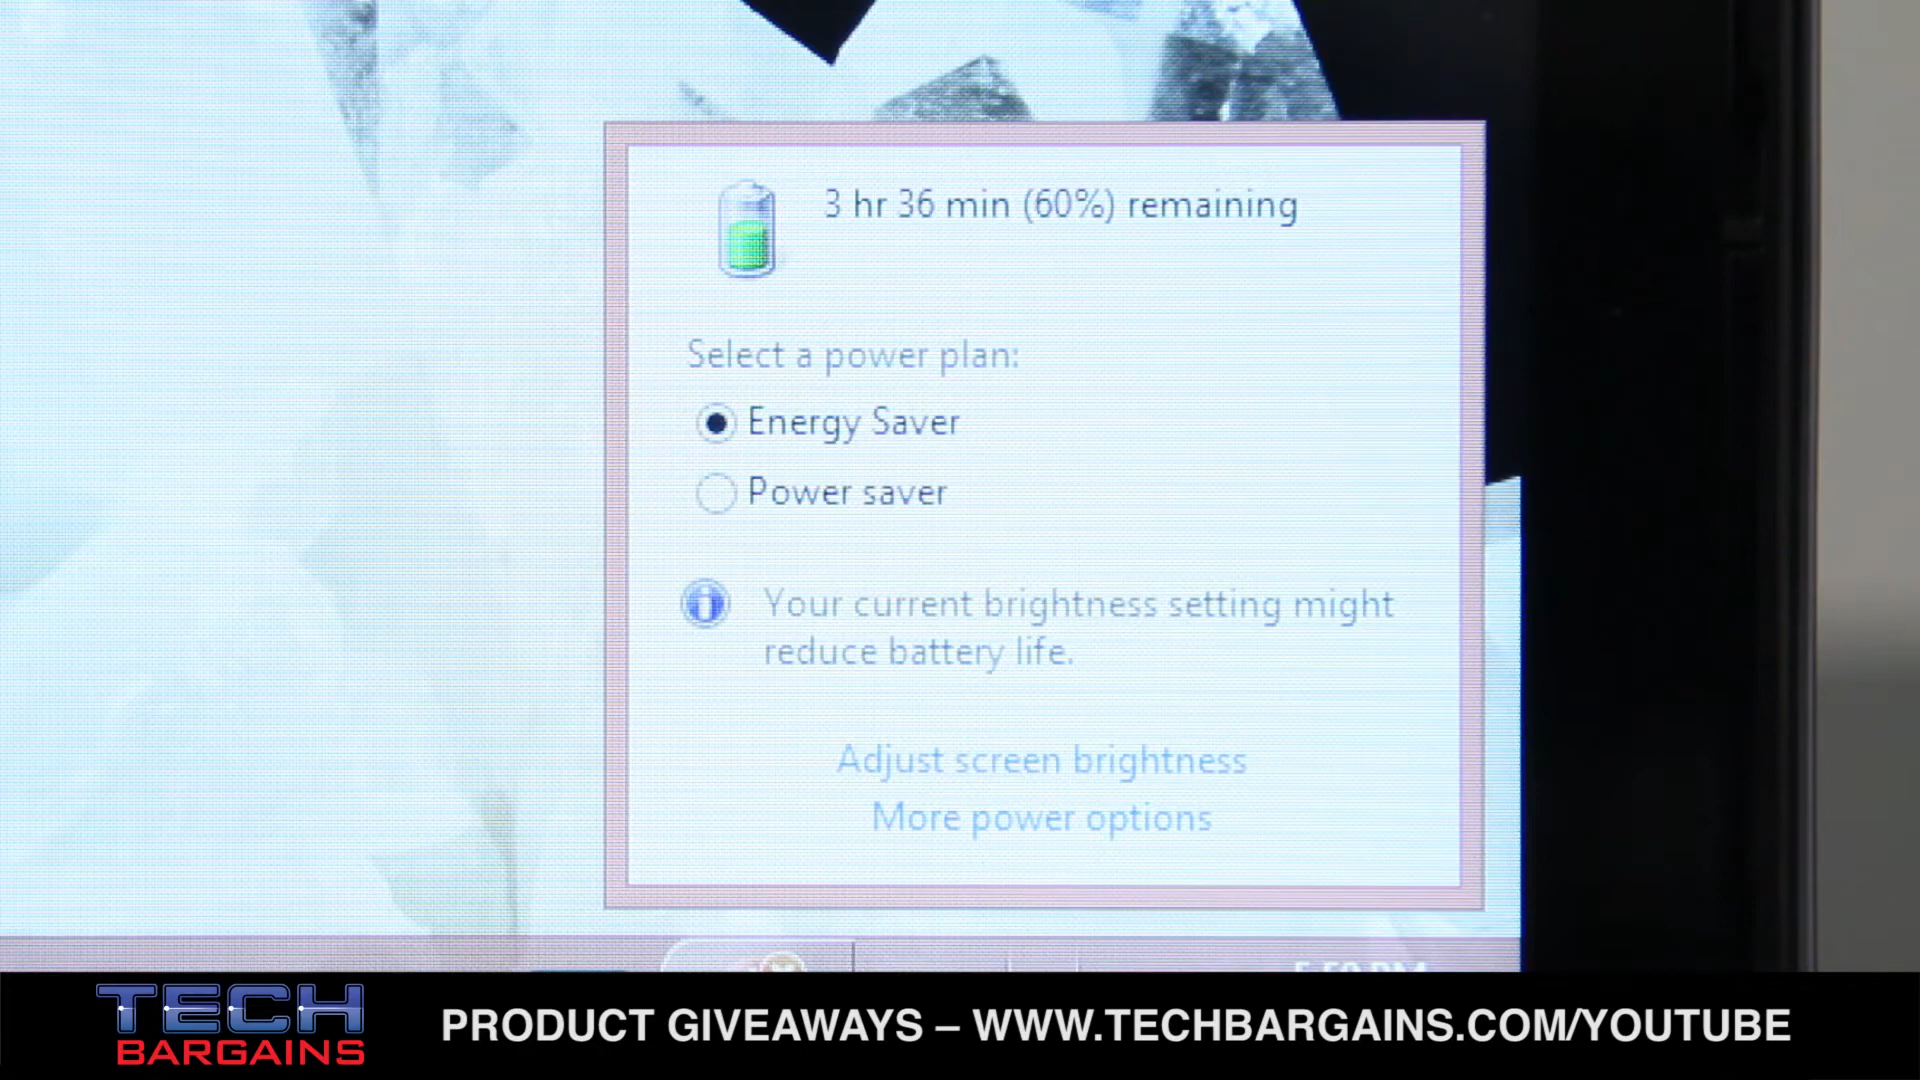 3 hr 36 min (60%) remaining
Select a power plan:
Energy Saver
Power saver
Your current brightness setting might
reduce battery life.
Adjust screen brightness
More power options
TECH
BARGAINS
PRODUCT GIVEAWAYS – WWW.TECHBARGAINS.COM/YOUTUBE